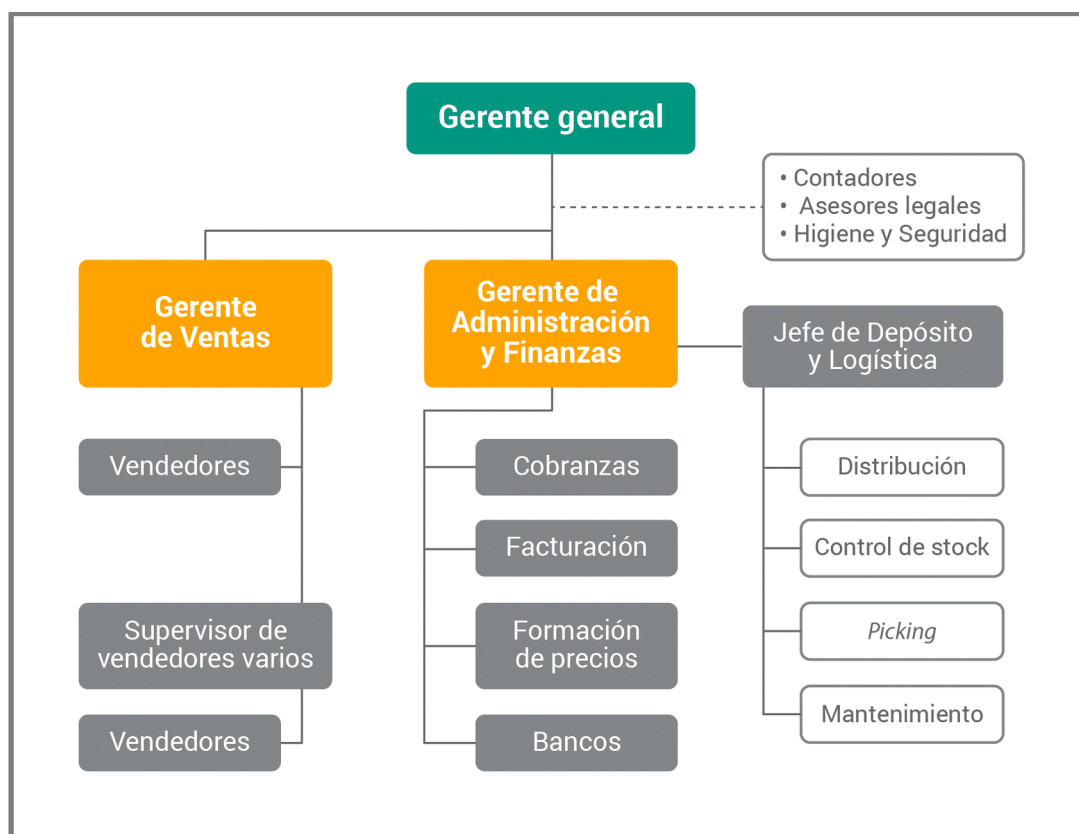 Gerente general
• Contadores
• Asesores legales
• Higiene y Seguridad
Gerente
de Ventas
Gerente de
Administración
y Finanzas
Jefe de Depósito
y Logística
Vendedores
Cobranzas
Distribución
Facturación
Control de stock
Supervisor de
vendedores varios
Formación
de precios
Picking
Vendedores
Bancos
Mantenimiento